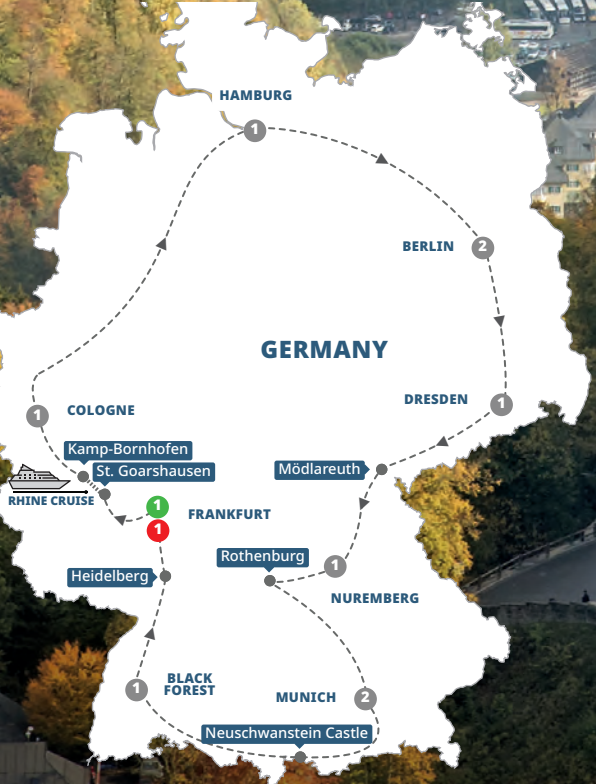 HAMBURG
1
BERLIN
2
GERMANY
DRESDEN
1
1
COLOGNE
Kamp-Bornhofen
St. Goarshausen
RHINE CRUISE
Mödlareuth
1
FRANKFURT
1
Rothenburg
1
NUREMBERG
Heidelberg
BLACK
FOREST
1
MUNICH
2
Neuschwanstein Castle